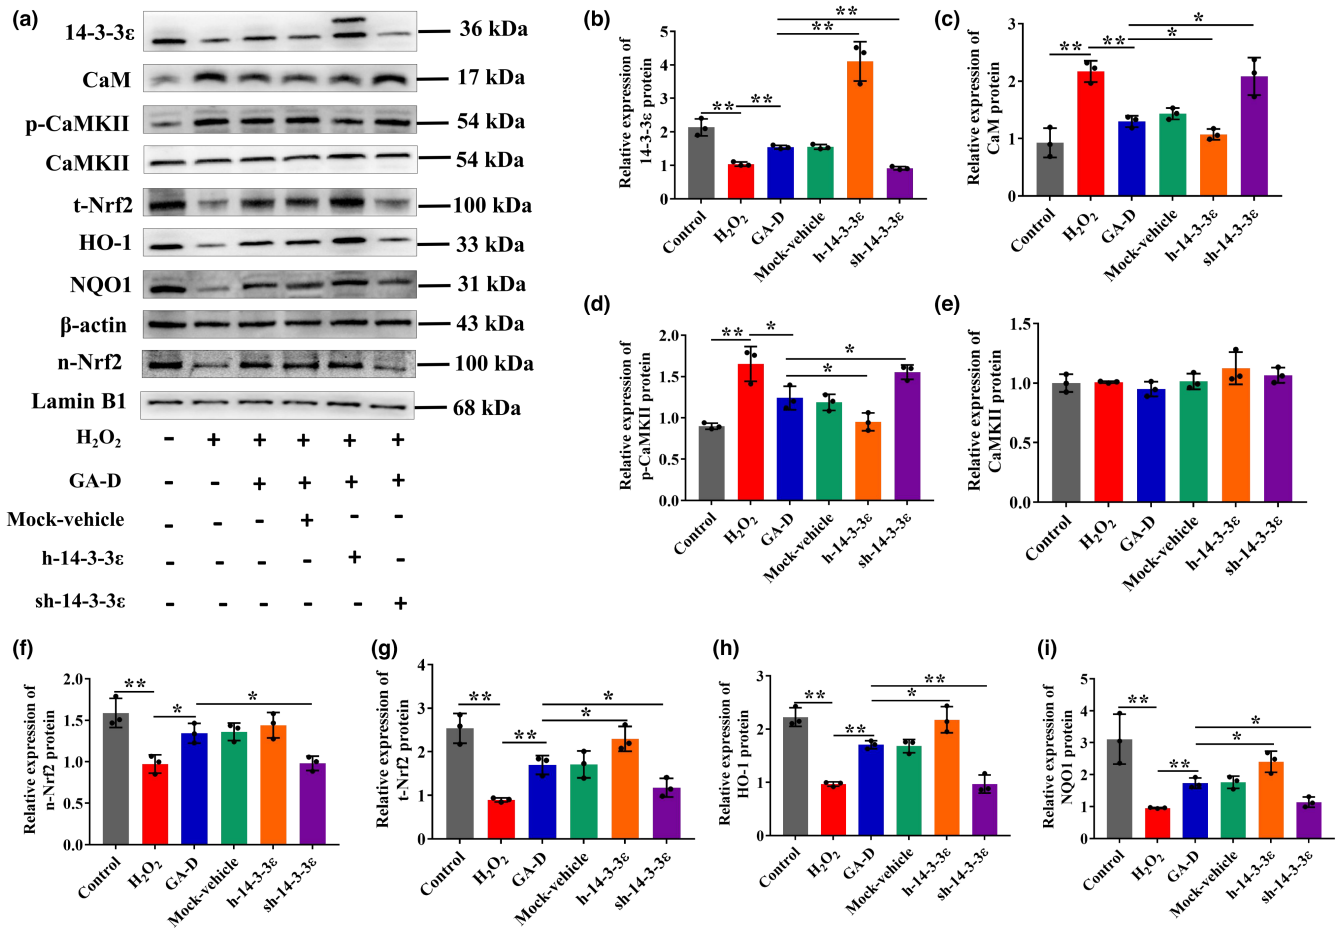 (a)
14-3-3ε
36 kDa
CaM
17 kDa
p-CaMKII
54 kDa
CaMKII
54 kDa
t-Nrf2
100 kDa
HO-1
33 kDa
NQO1
31 kDa
β-actin
43 kDa
n-Nrf2
100 kDa
Lamin B1
68 kDa
H₂O₂ - + + + + +
GA-D - - + + + +
Mock-vehicle - - - + - -
h-14-3-3ε - - - - + -
sh-14-3-3ε - - - - - +
(b)
Relative expression of
14-3-3ε protein
5
4
3
2
1
0
** ** ** **
Control
H₂O₂
GA-D
Mock-vehicle
h-14-3-3ε
sh-14-3-3ε
(c)
Relative expression of
CaM protein
3
2
1
0
** ** * *
Control
H₂O₂
GA-D
Mock-vehicle
h-14-3-3ε
sh-14-3-3ε
(d)
Relative expression of
p-CaMKII protein
2.0
1.5
1.0
0.5
0.0
** * * *
Control
H₂O₂
GA-D
Mock-vehicle
h-14-3-3ε
sh-14-3-3ε
(e)
Relative expression of
CaMKII protein
1.5
1.0
0.5
0.0
Control
H₂O₂
GA-D
Mock-vehicle
h-14-3-3ε
sh-14-3-3ε
(f)
Relative expression of
n-Nrf2 protein
2.0
1.5
1.0
0.5
0.0
** * *
Control
H₂O₂
GA-D
Mock-vehicle
h-14-3-3ε
sh-14-3-3ε
(g)
Relative expression of
t-Nrf2 protein
4
3
2
1
0
** ** * *
Control
H₂O₂
GA-D
Mock-vehicle
h-14-3-3ε
sh-14-3-3ε
(h)
Relative expression of
HO-1 protein
3
2
1
0
** ** * **
Control
H₂O₂
GA-D
Mock-vehicle
h-14-3-3ε
sh-14-3-3ε
(i)
Relative expression of
NQO1 protein
5
4
3
2
1
0
** ** * *
Control
H₂O₂
GA-D
Mock-vehicle
h-14-3-3ε
sh-14-3-3ε